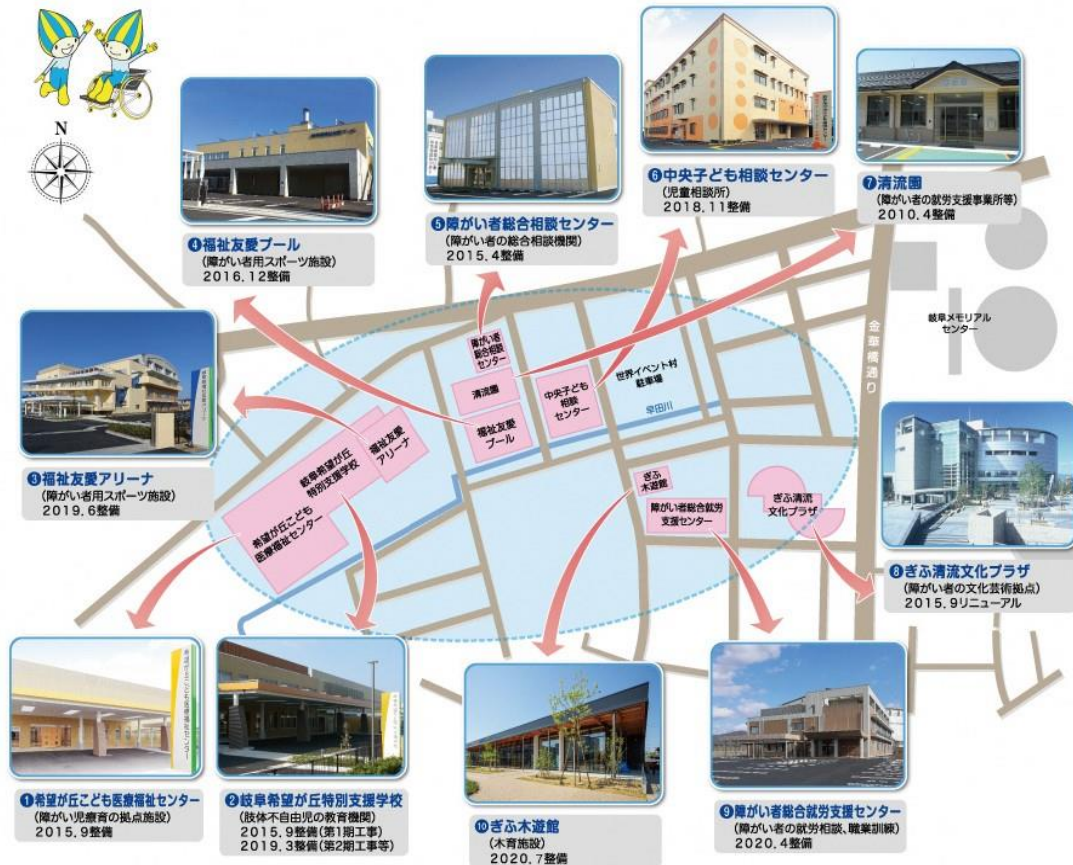 N
❻中央子ども相談センター
(児童相談所)
2018.11整備
❼清流園
(障がい者の就労支援事業所等)
2010.4整備
❺障がい者総合相談センター
(障がい者の総合相談機関)
2015.4整備
❹福祉友愛プール
(障がい者用スポーツ施設)
2016.12整備
❸福祉友愛アリーナ
(障がい者用スポーツ施設)
2019.6整備
障がい者
総合相談
センター
清流園
福祉友愛
プール
中央子ども
相談
センター
世界イベント村
駐車場
早田川
金華橋通り
岐阜メモリアル
センター
福祉友愛
アリーナ
岐阜希望が丘
特別支援学校
希望が丘こども
医療福祉センター
ぎふ
木遊館
障がい者総合就労
支援センター
ぎふ清流
文化プラザ
❽ぎふ清流文化プラザ
(障がい者の文化芸術拠点)
2015.9リニューアル
希望が丘こども医療福祉センター
❶希望が丘こども医療福祉センター
(障がい児療育の拠点施設)
2015.9整備
❷岐阜希望が丘特別支援学校
(肢体不自由児の教育機関)
2015.9整備(第1期工事)
2019.3整備(第2期工事等)
❿ぎふ木遊館
(木育施設)
2020.7整備
❾障がい者総合就労支援センター
(障がい者の就労相談、職業訓練)
2020.4整備